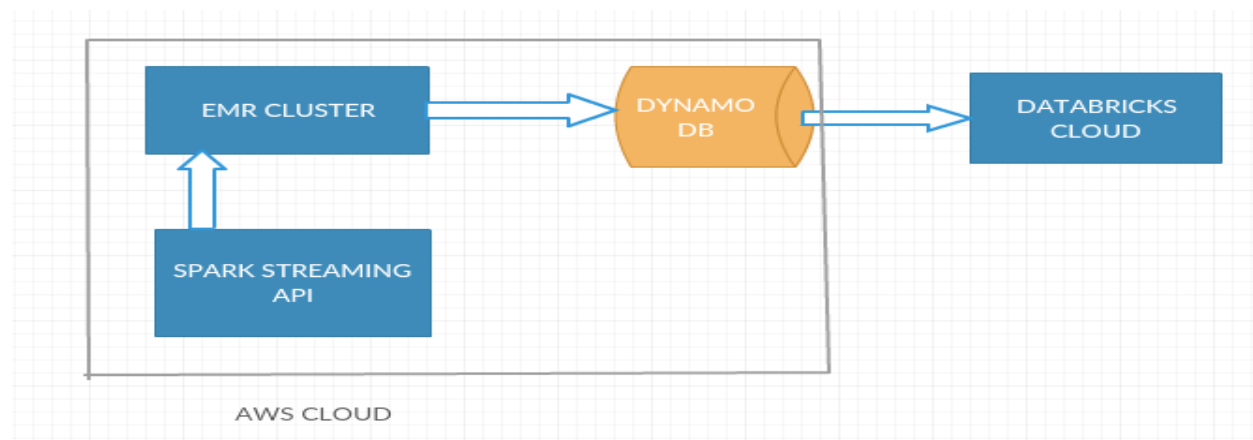 EMR CLUSTER
DYNAMO
DB
DATABRICKS
CLOUD
SPARK STREAMING
API
AWS CLOUD